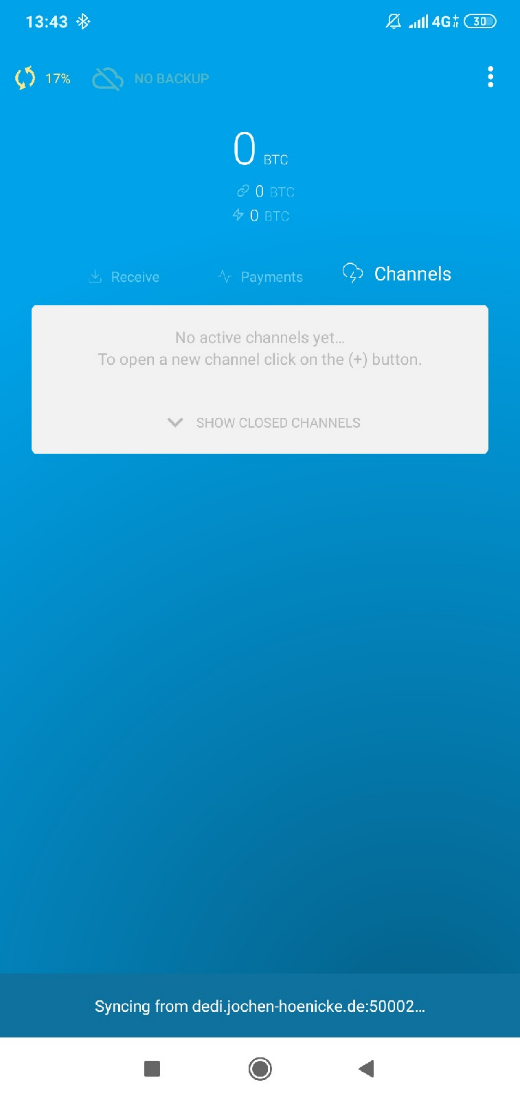 13:43 4G 30
17% NO BACKUP
0 BTC
0 BTC
0 BTC
Receive Payments Channels
No active channels yet…
To open a new channel click on the (+) button.
SHOW CLOSED CHANNELS
Syncing from dedi.jochen-hoenicke.de:50002…